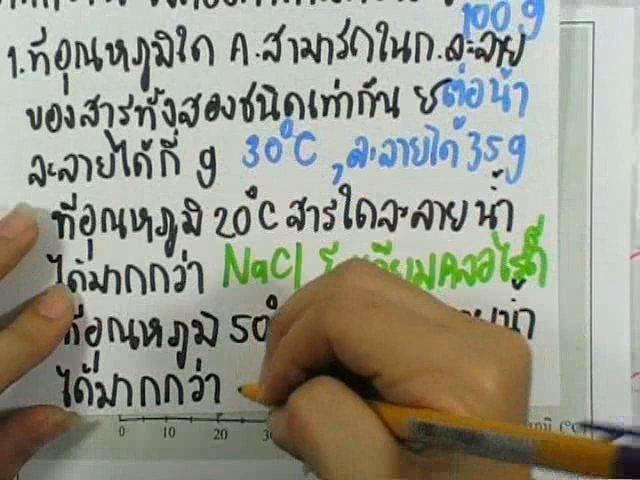 100 g
1. ที่อุณหภูมิใด ค.สามารถในก.ละลาย
ของสารทั้งสองชนิดเท่ากัน ต่อน้ำ
ละลายได้กี่ g 30°C , ละลายได้ 35 g
ที่อุณหภูมิ 20°C สารใดละลายน้ำ
ได้มากกว่า NaCl
ที่อุณหภูมิ 50° น้ำ
ได้มากกว่า
0 10 20